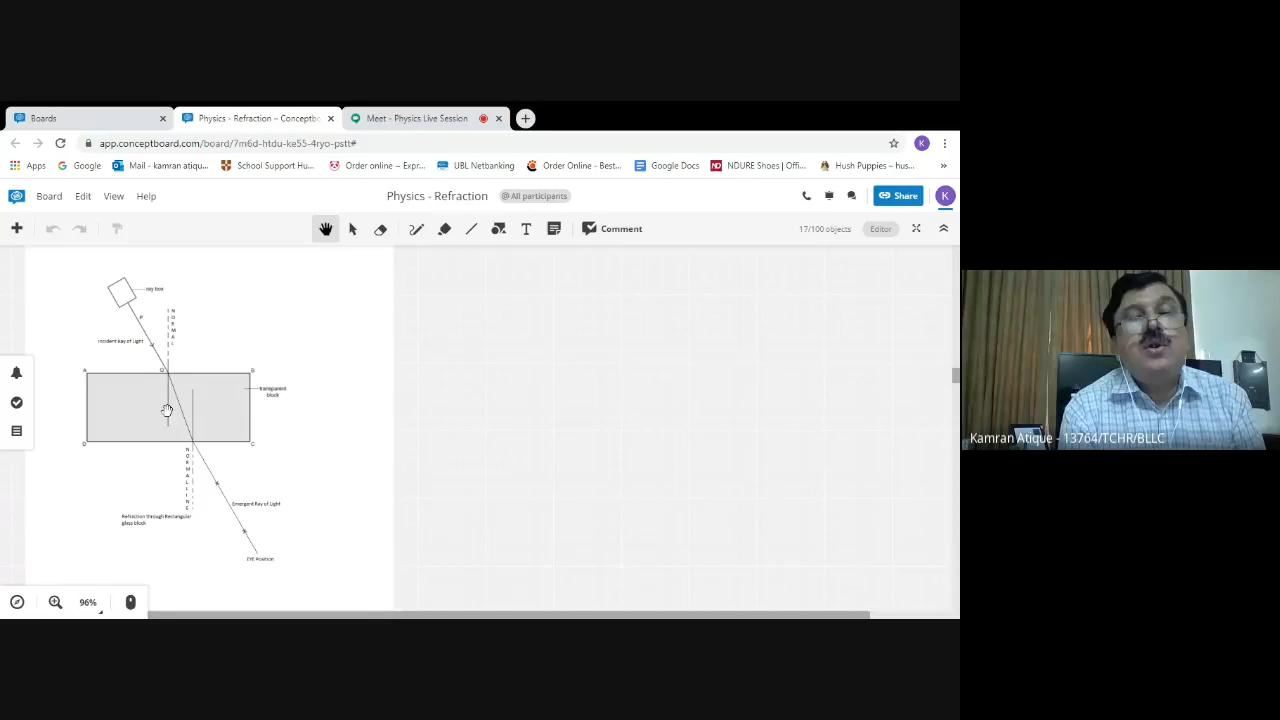 Boards
Physics - Refraction – Conceptb
Meet - Physics Live Session
app.conceptboard.com/board/7m6d-htdu-ke55-4ryo-pstt#
K
Apps
Google
Mail - kamran atiqu...
School Support Hu...
Order online – Expr...
UBL Netbanking
Order Online - Best...
Google Docs
ND NDURE Shoes | Offi...
Hush Puppies – hus...
»
Board
Edit
View
Help
Physics - Refraction
@ All participants
Share
K
T
Comment
17/100 objects
Editor
ray box
P
NORMAL
Incident Ray of Light
A
O
B
Transparent
block
D
C
NORMAL LINE
Emergent Ray of Light
Refraction through Rectangular
glass block
EYE Position
96%
Kamran Atique - 13764/TCHR/BLLC